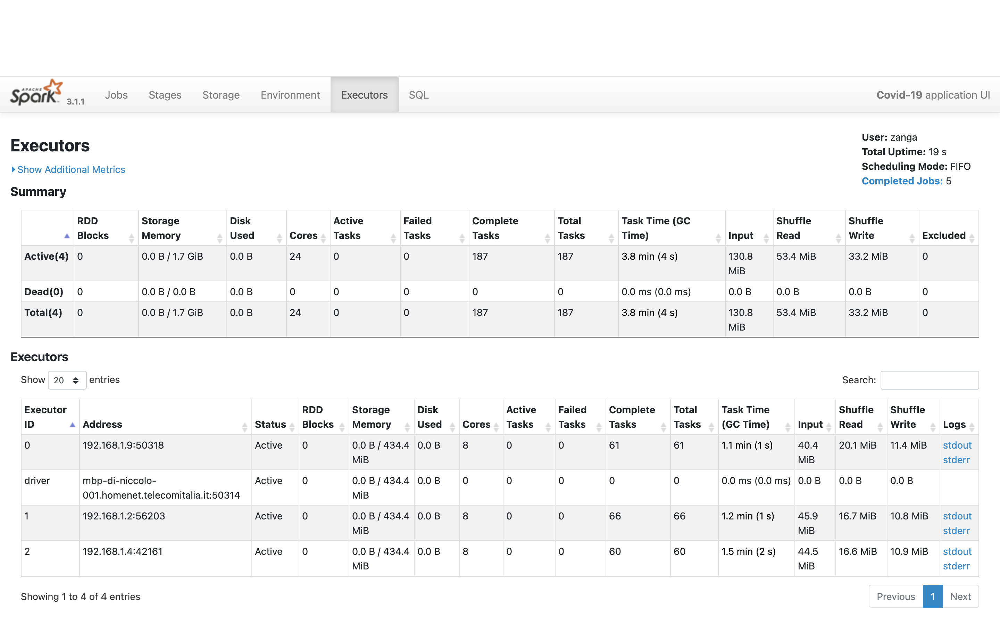 APACHE Spark 3.1.1 Jobs Stages Storage Environment Executors SQL Covid-19 application UI
Executors
Show Additional Metrics
User: zanga
Total Uptime: 19 s
Scheduling Mode: FIFO
Completed Jobs: 5
Summary
RDD Blocks Storage Memory Disk Used Cores Active Tasks Failed Tasks Complete Tasks Total Tasks Task Time (GC Time) Input Shuffle Read Shuffle Write Excluded
Active(4) 0 0.0 B / 1.7 GiB 0.0 B 24 0 0 187 187 3.8 min (4 s) 130.8 MiB 53.4 MiB 33.2 MiB 0
Dead(0) 0 0.0 B / 0.0 B 0.0 B 0 0 0 0 0 0.0 ms (0.0 ms) 0.0 B 0.0 B 0.0 B 0
Total(4) 0 0.0 B / 1.7 GiB 0.0 B 24 0 0 187 187 3.8 min (4 s) 130.8 MiB 53.4 MiB 33.2 MiB 0
Executors
Show 20 entries Search:
Executor ID Address Status RDD Blocks Storage Memory Disk Used Cores Active Tasks Failed Tasks Complete Tasks Total Tasks Task Time (GC Time) Input Shuffle Read Shuffle Write Logs
0 192.168.1.9:50318 Active 0 0.0 B / 434.4 MiB 0.0 B 8 0 0 61 61 1.1 min (1 s) 40.4 MiB 20.1 MiB 11.4 MiB stdout stderr
driver mbp-di-niccolo-001.homenet.telecomitalia.it:50314 Active 0 0.0 B / 434.4 MiB 0.0 B 0 0 0 0 0 0.0 ms (0.0 ms) 0.0 B 0.0 B 0.0 B
1 192.168.1.2:56203 Active 0 0.0 B / 434.4 MiB 0.0 B 8 0 0 66 66 1.2 min (1 s) 45.9 MiB 16.7 MiB 10.8 MiB stdout stderr
2 192.168.1.4:42161 Active 0 0.0 B / 434.4 MiB 0.0 B 8 0 0 60 60 1.5 min (2 s) 44.5 MiB 16.6 MiB 10.9 MiB stdout stderr
Showing 1 to 4 of 4 entries Previous 1 Next